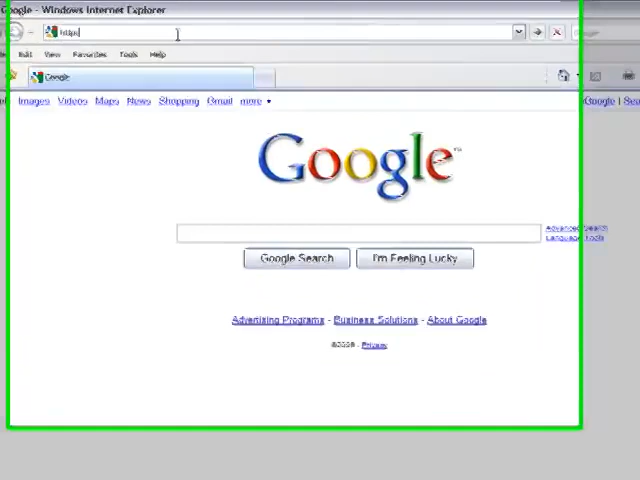 Google - Windows Internet Explorer
https
Edit View Favorites Tools Help
Google
Images Videos Maps News Shopping Gmail more ▼
Google
Advanced Search
Language Tools
Google Search I'm Feeling Lucky
Advertising Programs - Business Solutions - About Google
Privacy